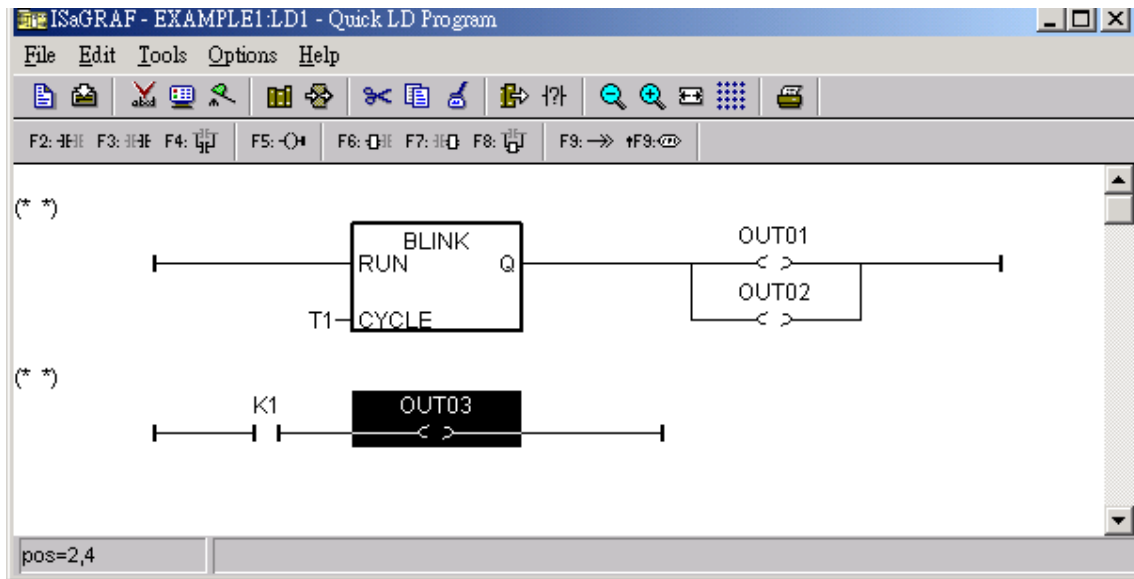 ISaGRAF - EXAMPLE1:LD1 - Quick LD Program
File Edit Tools Options Help
F2: F3: F4: F5: F6: F7: F8: F9: F9:
(* *)
BLINK
RUN Q
T1 CYCLE
OUT01
OUT02
(* *)
K1
OUT03
pos=2,4